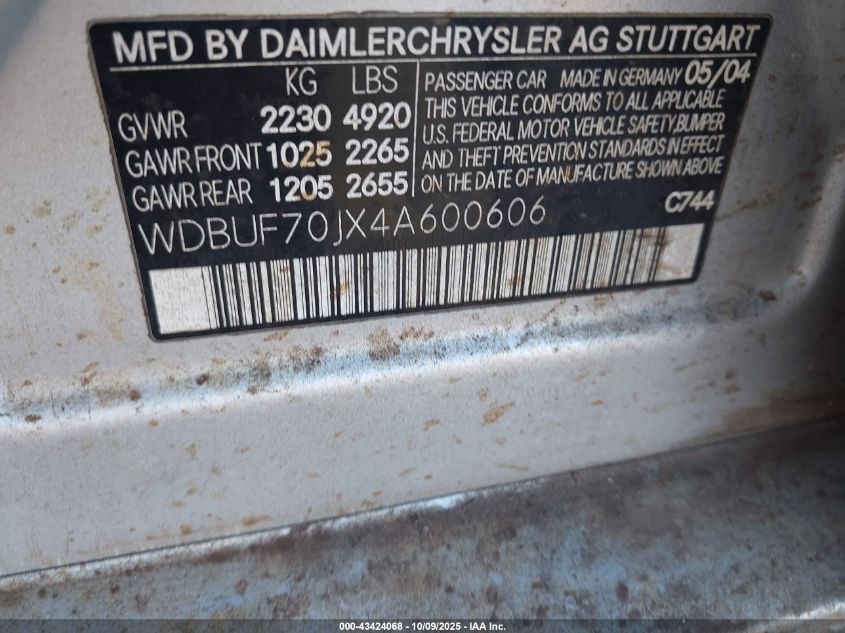 MFD BY DAIMLERCHRYSLER AG STUTTGART
KG LBS
GVWR 2230 4920
GAWR FRONT 1025 2265
GAWR REAR 1205 2655
PASSENGER CAR MADE IN GERMANY 05/04
THIS VEHICLE CONFORMS TO ALL APPLICABLE
U.S. FEDERAL MOTOR VEHICLE SAFETY, BUMPER
AND THEFT PREVENTION STANDARDS IN EFFECT
ON THE DATE OF MANUFACTURE SHOWN ABOVE
C744
WDBUF70JX4A600606
000-43424068 - 10/09/2025 - IAA Inc.